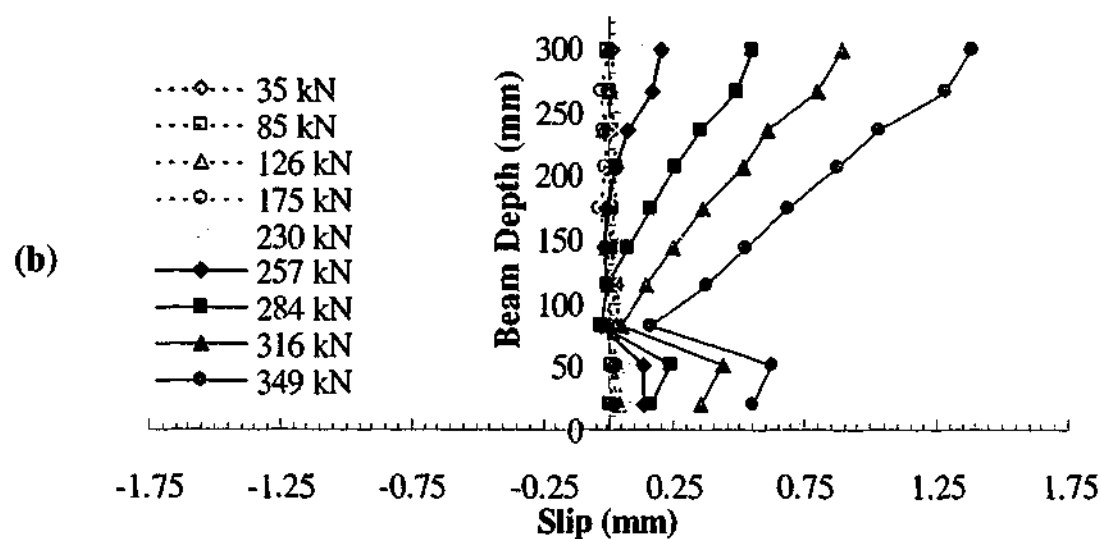 (b)
35 kN
85 kN
126 kN
175 kN
230 kN
257 kN
284 kN
316 kN
349 kN
Beam Depth (mm)
300
250
200
150
100
50
0
-1.75 -1.25 -0.75 -0.25 0.25 0.75 1.25 1.75
Slip (mm)